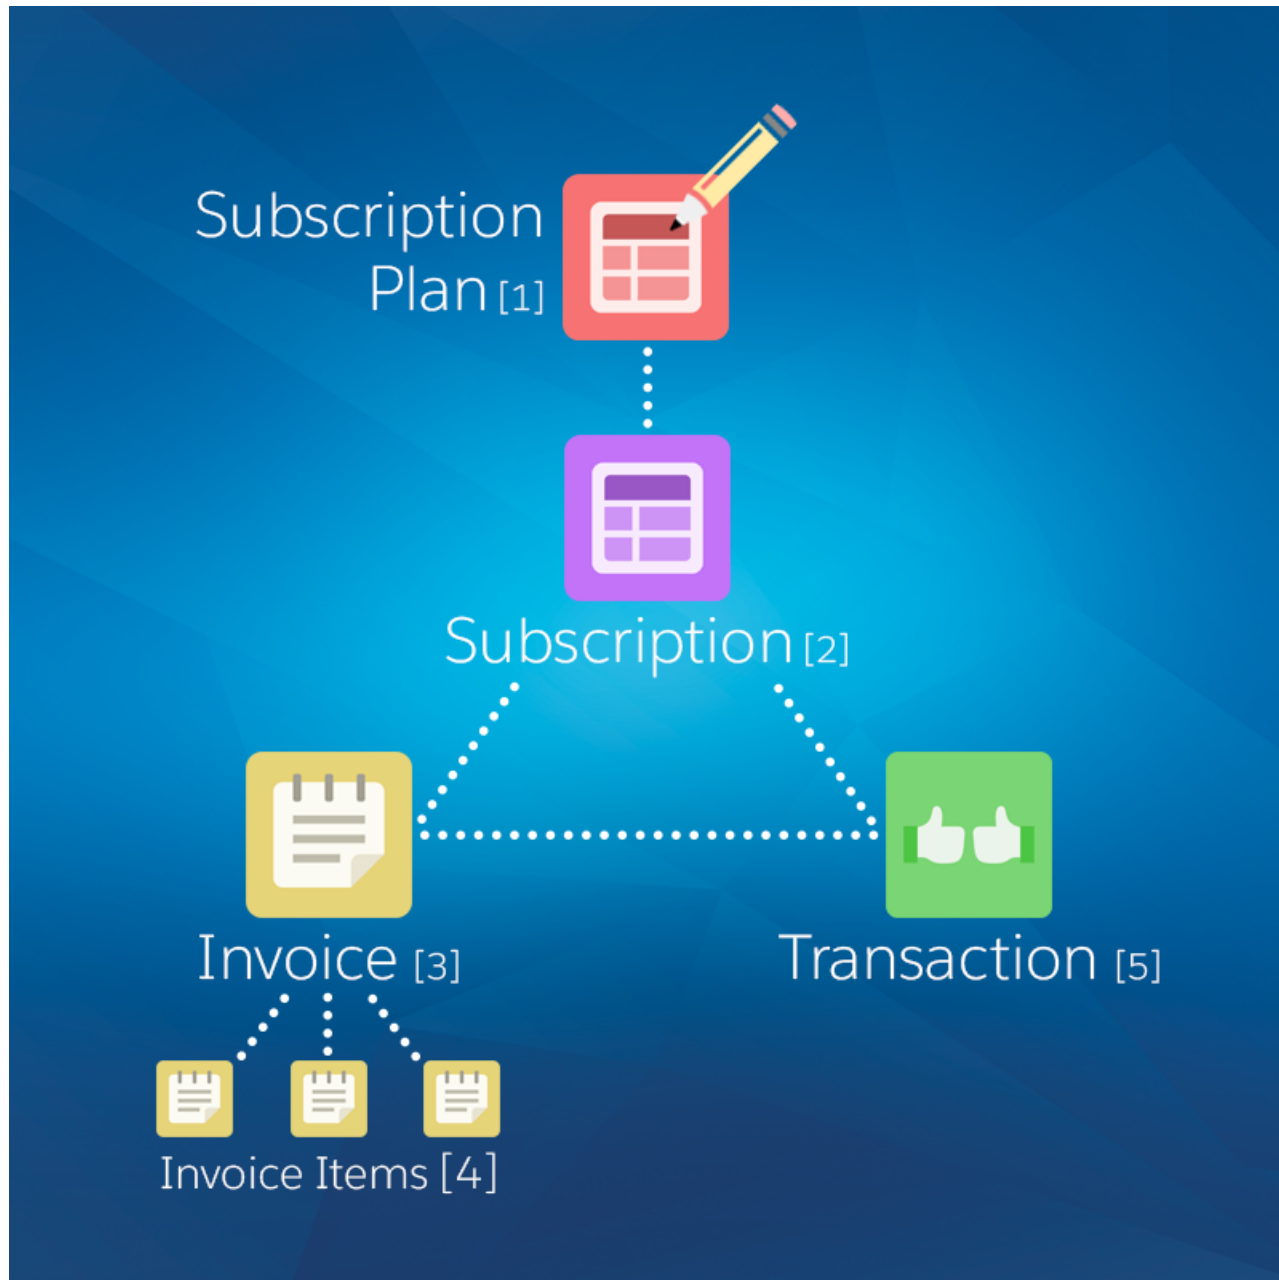 Subscription
Plan [1]
Subscription [2]
Invoice [3]
Transaction [5]
Invoice Items [4]